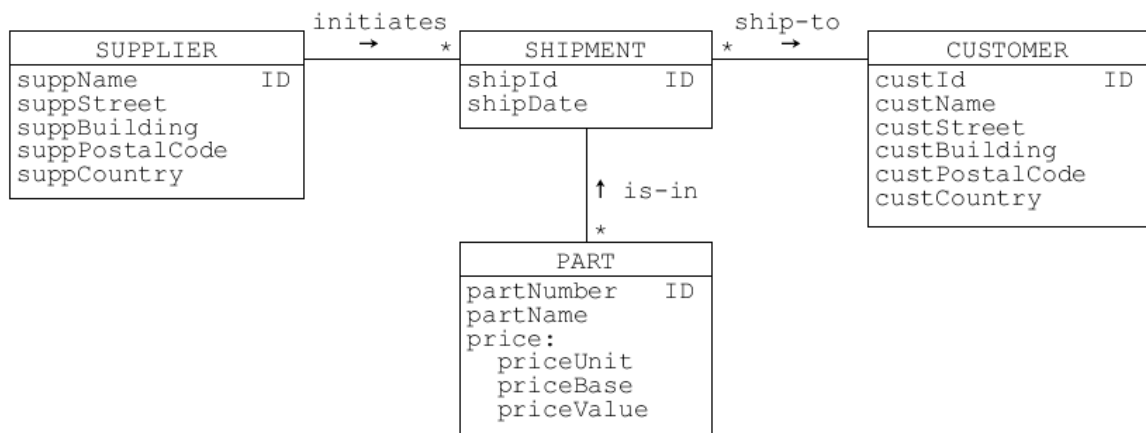 initiates
→
*
ship-to
*
→
SUPPLIER
suppName ID
suppStreet
suppBuilding
suppPostalCode
suppCountry
SHIPMENT
shipId ID
shipDate
CUSTOMER
custId ID
custName
custStreet
custBuilding
custPostalCode
custCountry
↑ is-in
*
PART
partNumber ID
partName
price:
priceUnit
priceBase
priceValue